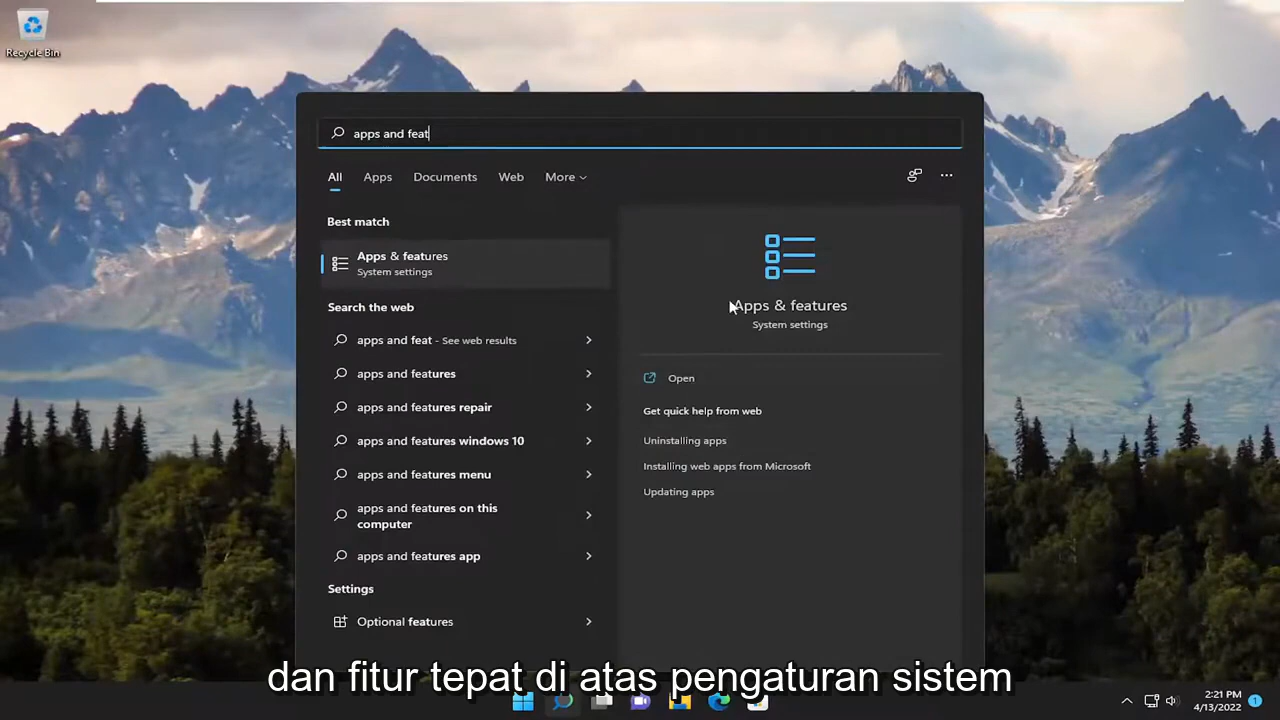 Recycle Bin
apps and feat
All
Apps
Documents
Web
More
Best match
Apps & features
System settings
Search the web
apps and feat - See web results
apps and features
apps and features repair
apps and features windows 10
apps and features menu
apps and features on this
computer
apps and features app
Settings
Optional features
Apps & features
System settings
Open
Get quick help from web
Uninstalling apps
Installing web apps from Microsoft
Updating apps
dan fitur tepat di atas pengaturan sistem
2:21 PM
4/13/2022
1